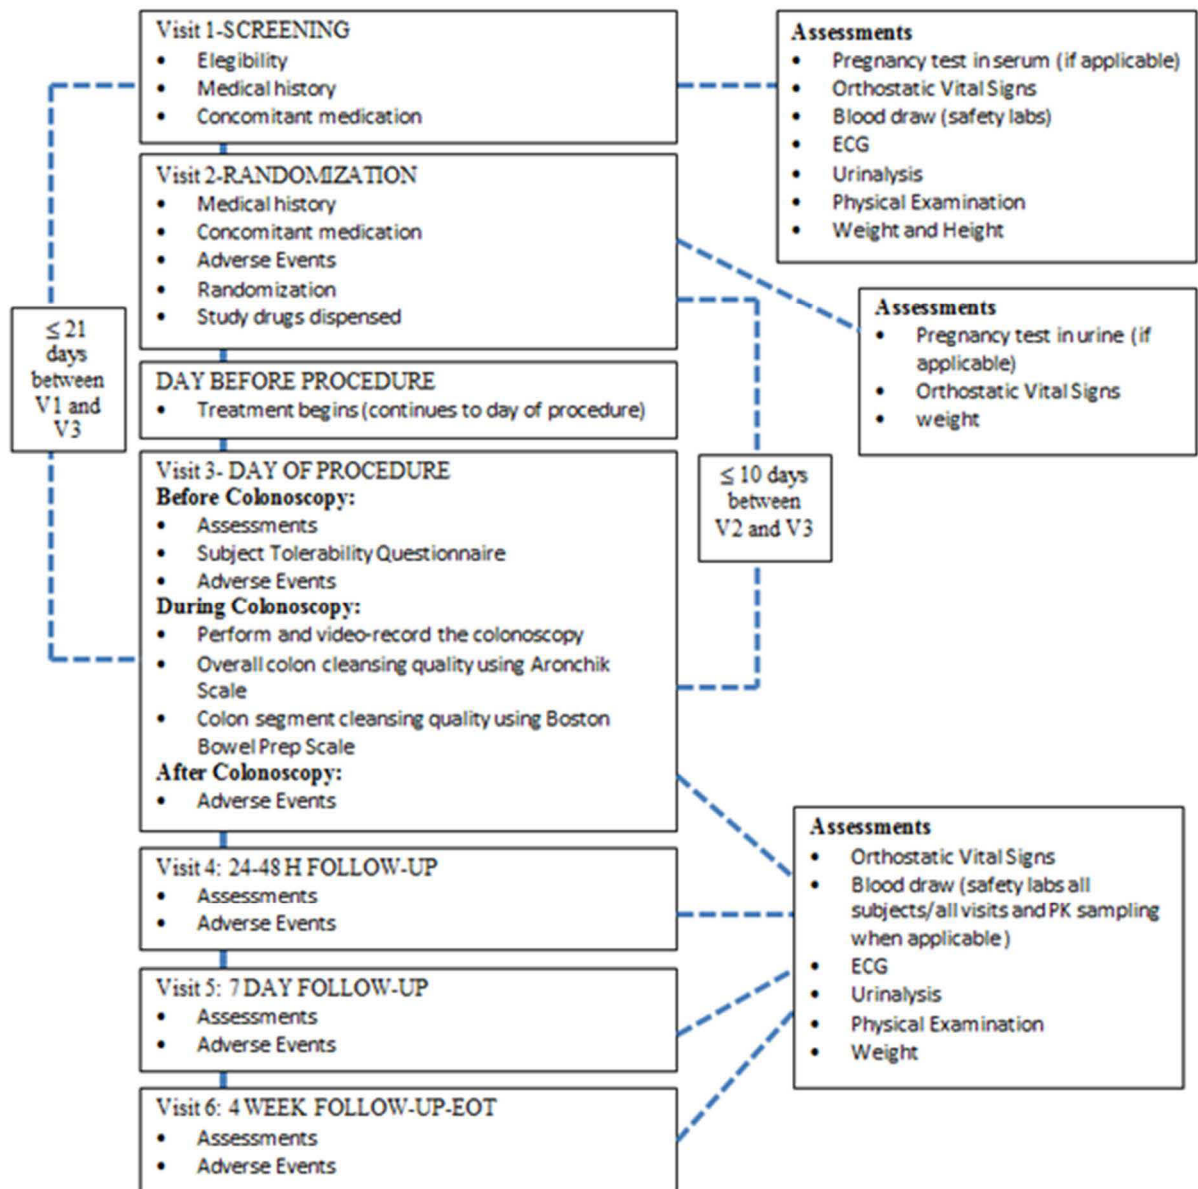 Visit 1-SCREENING
• Elegibility
• Medical history
• Concomitant medication
Assessments
• Pregnancy test in serum (if applicable)
• Orthostatic Vital Signs
• Blood draw (safety labs)
• ECG
• Urinalysis
• Physical Examination
• Weight and Height
Visit 2-RANDOMIZATION
• Medical history
• Concomitant medication
• Adverse Events
• Randomization
• Study drugs dispensed
Assessments
• Pregnancy test in urine (if
applicable)
• Orthostatic Vital Signs
• weight
≤ 21
days
between
V1 and
V3
DAY BEFORE PROCEDURE
• Treatment begins (continues to day of procedure)
≤ 10 days
between
V2 and V3
Visit 3- DAY OF PROCEDURE
Before Colonoscopy:
• Assessments
• Subject Tolerability Questionnaire
• Adverse Events
During Colonoscopy:
• Perform and video-record the colonoscopy
• Overall colon cleansing quality using Aronchik
Scale
• Colon segment cleansing quality using Boston
Bowel Prep Scale
After Colonoscopy:
• Adverse Events
Visit 4: 24-48 H FOLLOW-UP
• Assessments
• Adverse Events
Visit 5: 7 DAY FOLLOW-UP
• Assessments
• Adverse Events
Visit 6: 4 WEEK FOLLOW-UP-EOT
• Assessments
• Adverse Events
Assessments
• Orthostatic Vital Signs
• Blood draw (safety labs all
subjects/all visits and PK sampling
when applicable)
• ECG
• Urinalysis
• Physical Examination
• Weight